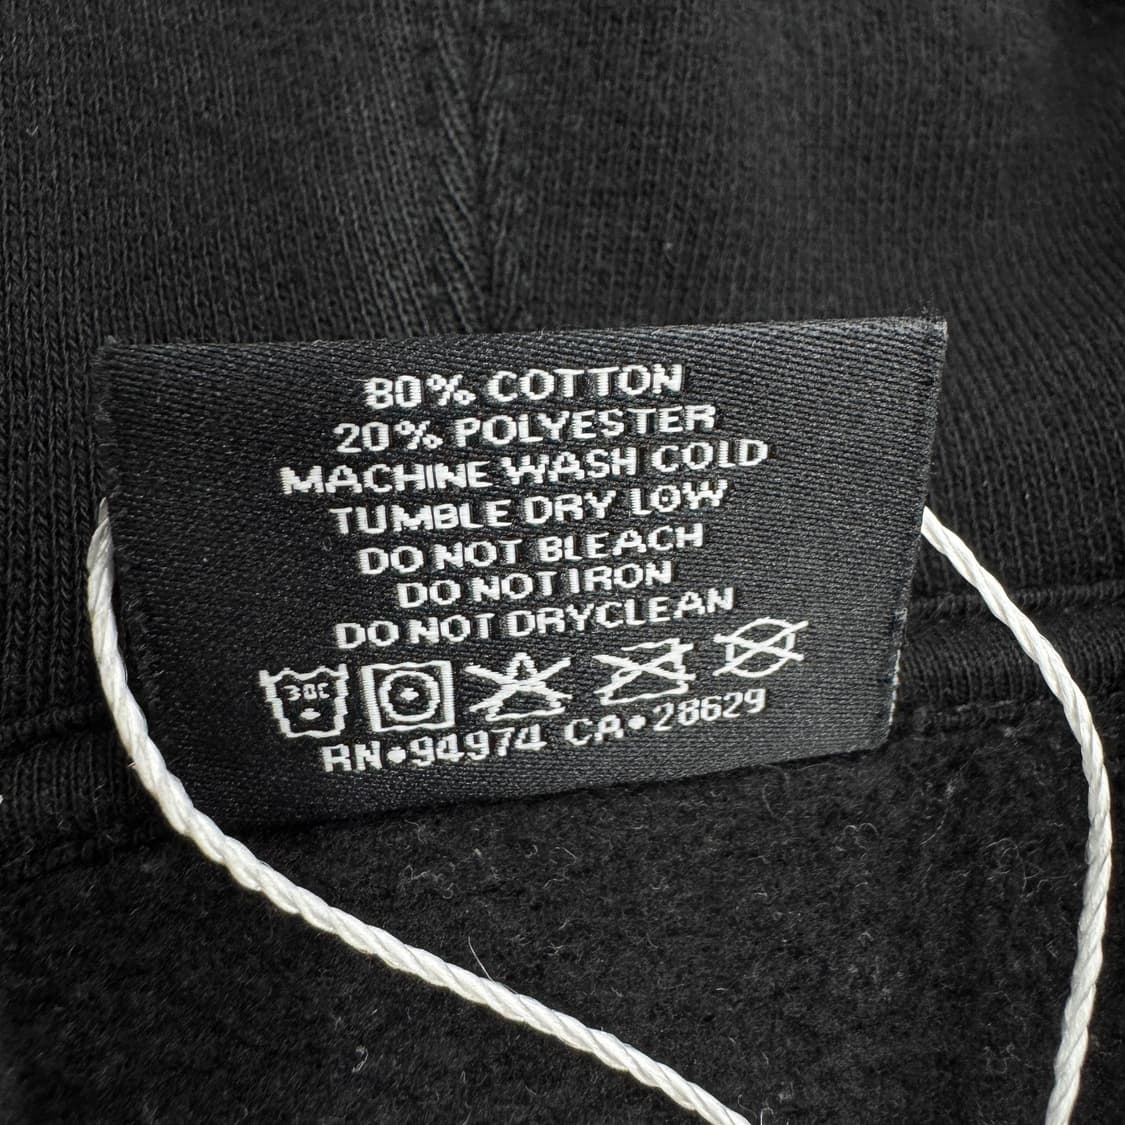 80% COTTON
20% POLYESTER
MACHINE WASH COLD
TUMBLE DRY LOW
DO NOT BLEACH
DO NOT IRON
DO NOT DRYCLEAN
30C
RN•94974 CA•28629